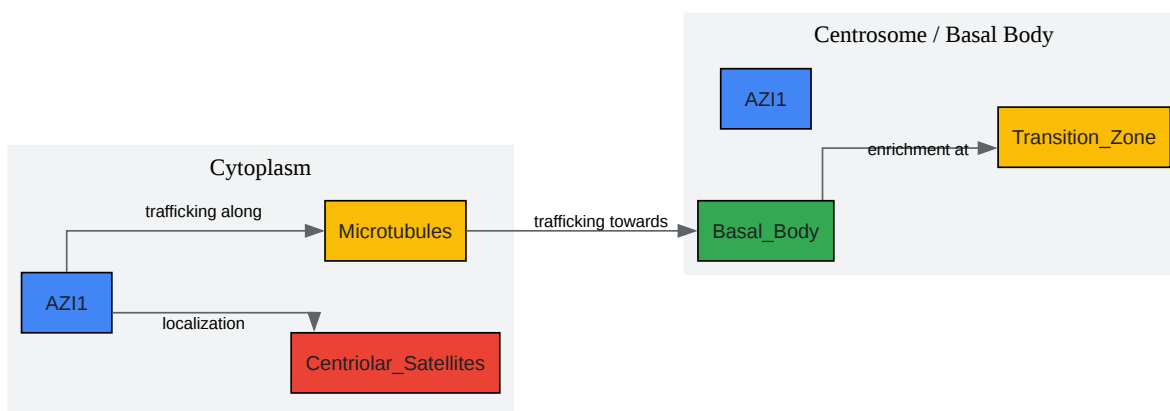 Centrosome / Basal Body
AZI1
Transition_Zone
enrichment at
Cytoplasm
trafficking along
Microtubules
trafficking towards
Basal_Body
AZI1
localization
Centriolar_Satellites